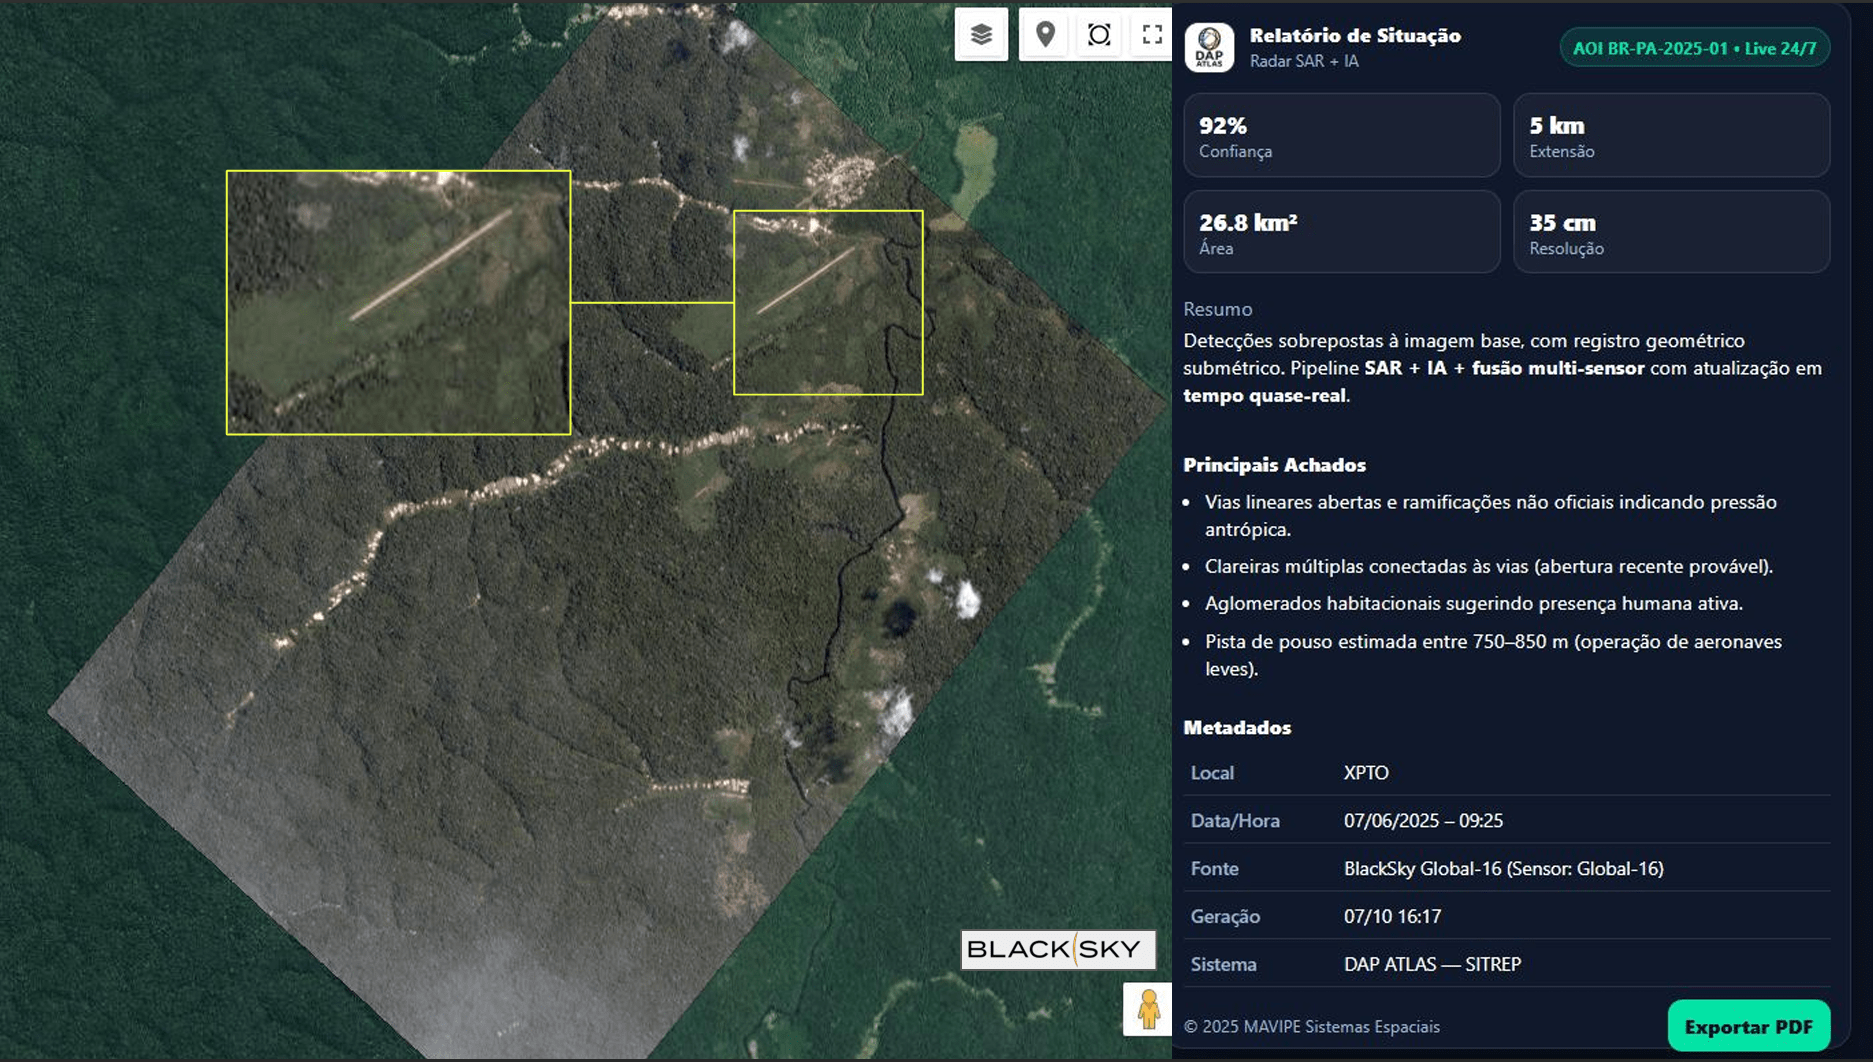 DAP
ATLAS
Relatório de Situação
Radar SAR + IA
AOI BR-PA-2025-01 • Live 24/7
92%
Confiança
5 km
Extensão
26.8 km²
Área
35 cm
Resolução
Resumo
Detecções sobrepostas à imagem base, com registro geométrico
submétrico. Pipeline SAR + IA + fusão multi-sensor com atualização em
tempo quase-real.
Principais Achados
• Vias lineares abertas e ramificações não oficiais indicando pressão
antrópica.
• Clareiras múltiplas conectadas às vias (abertura recente provável).
• Aglomerados habitacionais sugerindo presença humana ativa.
• Pista de pouso estimada entre 750–850 m (operação de aeronaves
leves).
Metadados
Local XPTO
Data/Hora 07/06/2025 – 09:25
Fonte BlackSky Global-16 (Sensor: Global-16)
Geração 07/10 16:17
Sistema DAP ATLAS — SITREP
© 2025 MAVIPE Sistemas Espaciais
Exportar PDF
BLACKSKY